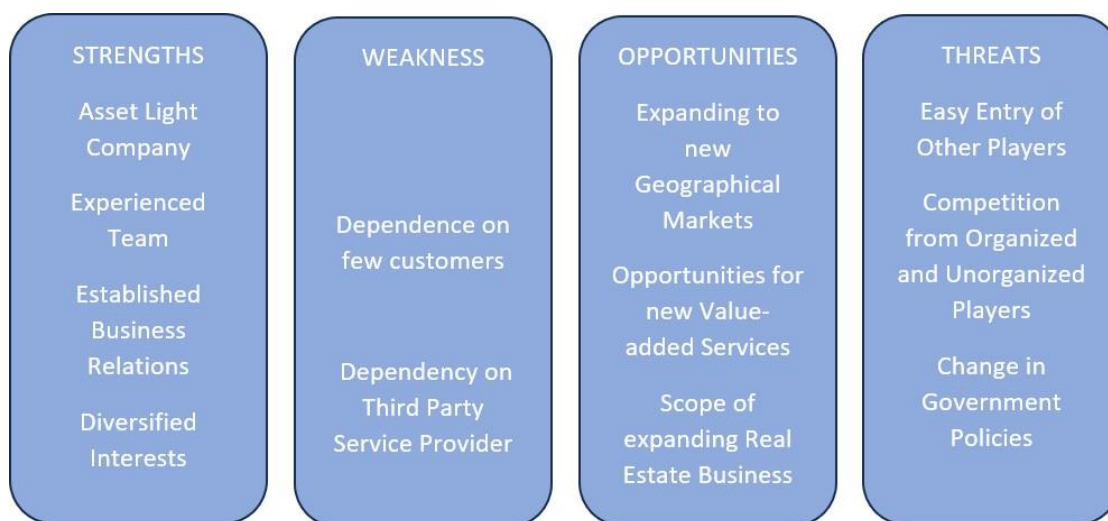 STRENGTHS
Asset Light
Company
Experienced
Team
Established
Business
Relations
Diversified
Interests
WEAKNESS
Dependence on
few customers
Dependency on
Third Party
Service Provider
OPPORTUNITIES
Expanding to
new
Geographical
Markets
Opportunities for
new Value-
added Services
Scope of
expanding Real
Estate Business
THREATS
Easy Entry of
Other Players
Competition
from Organized
and Unorganized
Players
Change in
Government
Policies